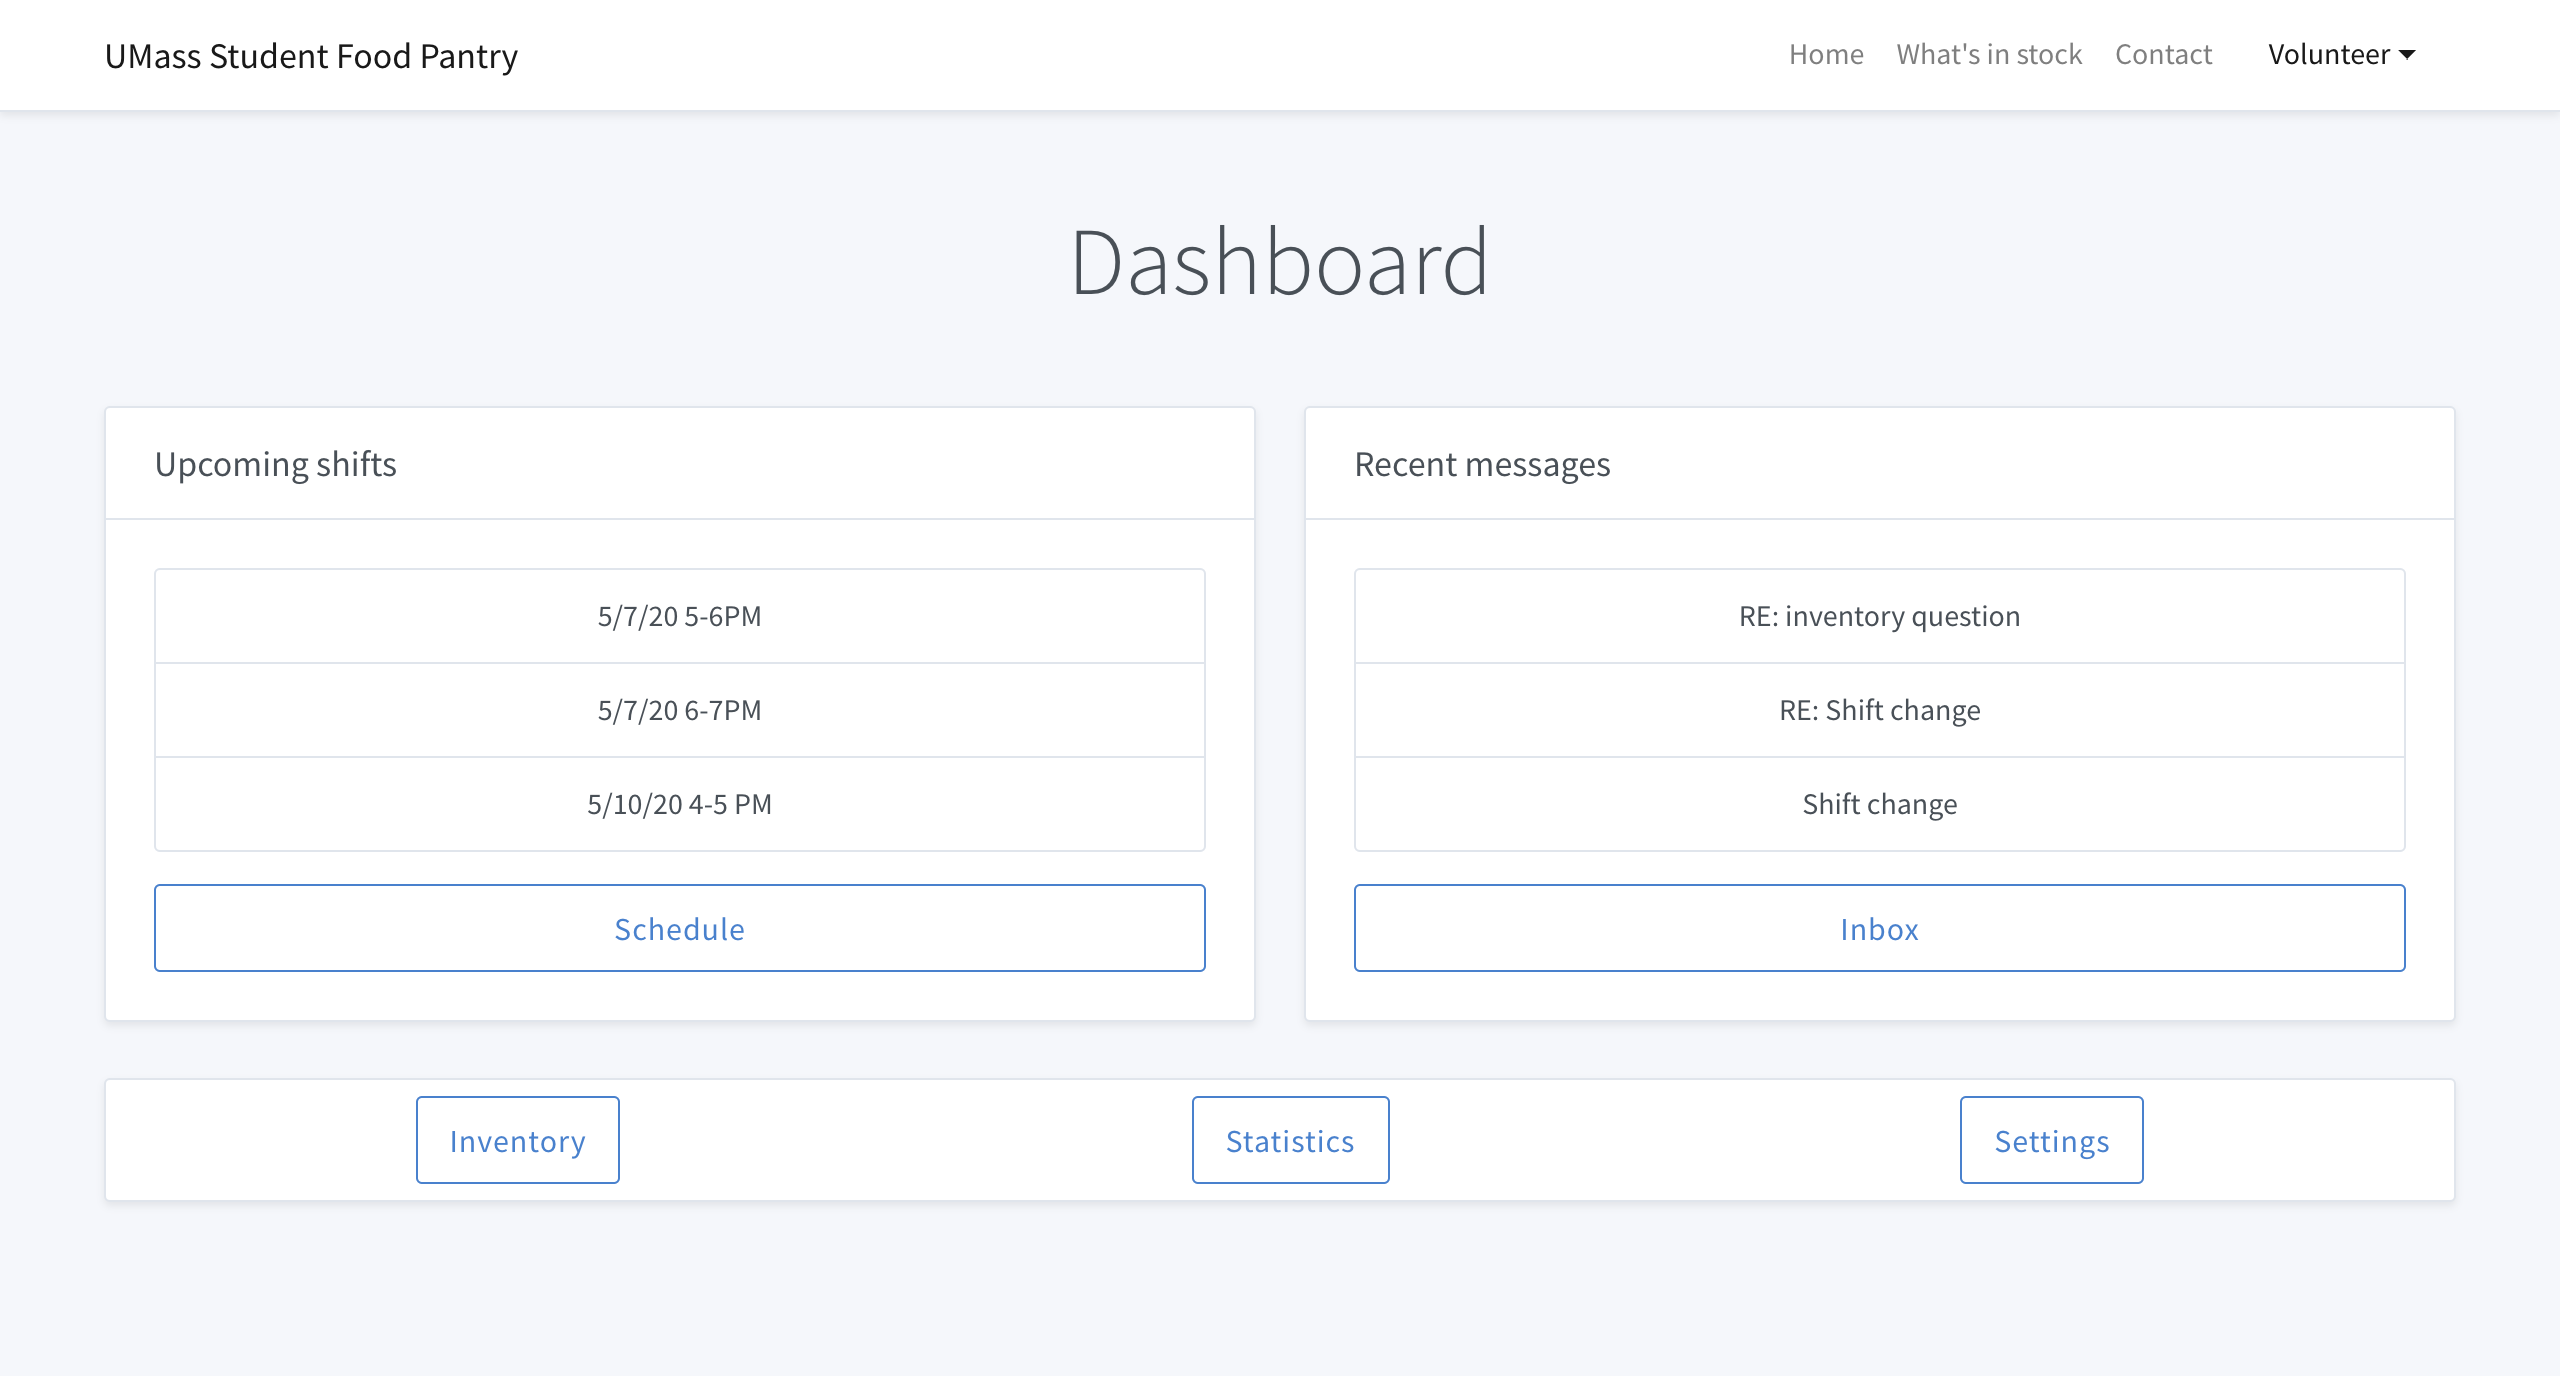 UMass Student Food Pantry
Home What's in stock Contact Volunteer
Dashboard
Upcoming shifts
5/7/20 5-6PM
5/7/20 6-7PM
5/10/20 4-5 PM
Schedule
Recent messages
RE: inventory question
RE: Shift change
Shift change
Inbox
Inventory Statistics Settings